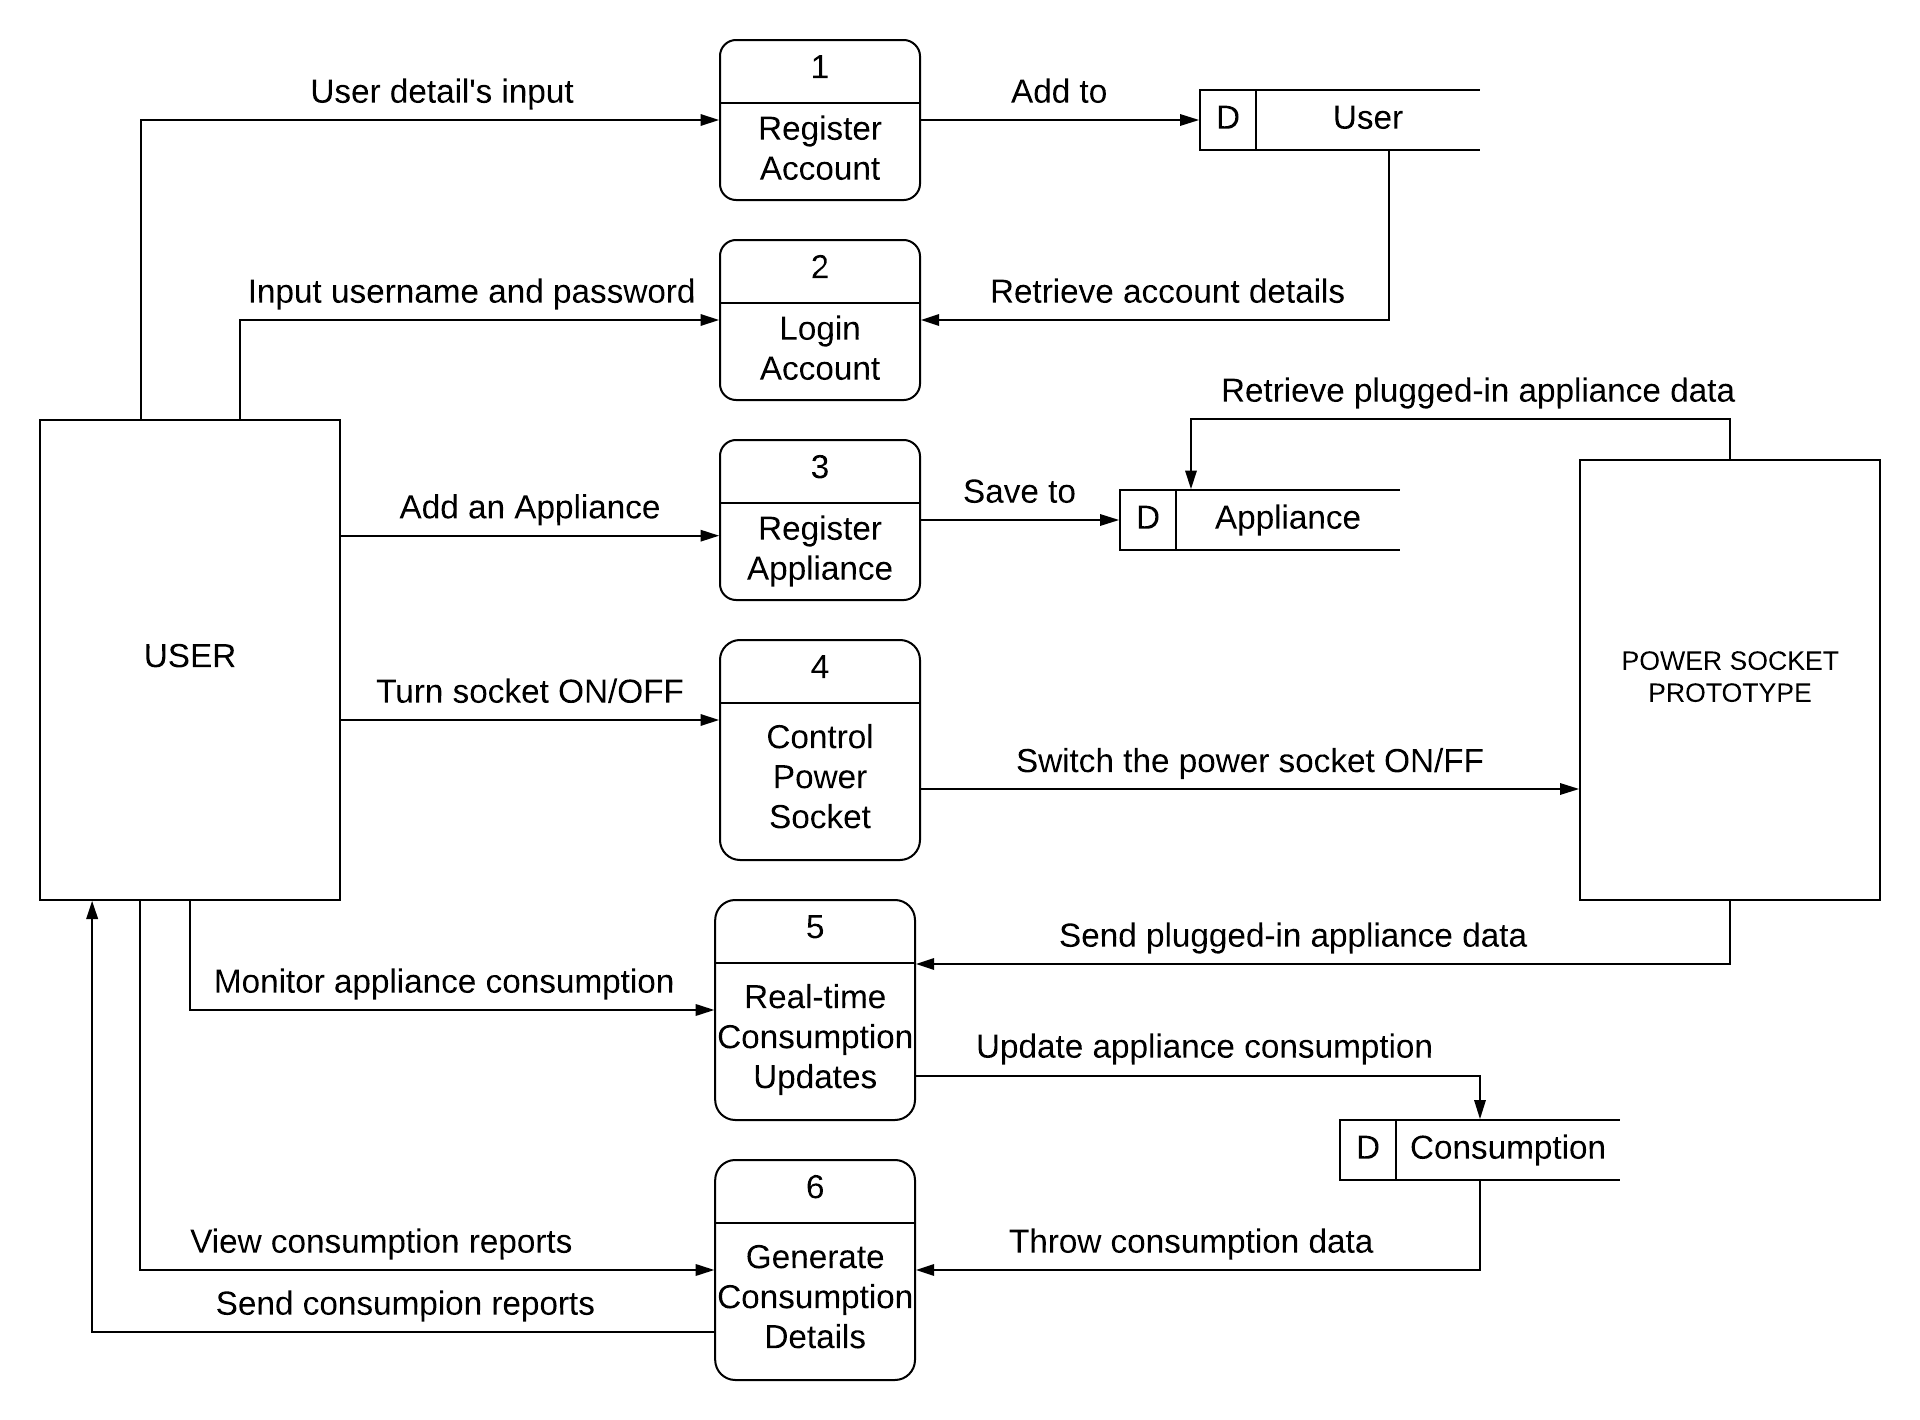 1
User detail's input
Add to
D
User
Register
Account
2
Input username and password
Retrieve account details
Login
Account
Retrieve plugged-in appliance data
3
Add an Appliance
Save to
D
Appliance
Register
Appliance
USER
4
POWER SOCKET
PROTOTYPE
Turn socket ON/OFF
Control
Power
Socket
Switch the power socket ON/FF
5
Send plugged-in appliance data
Monitor appliance consumption
Real-time
Consumption
Updates
Update appliance consumption
D
Consumption
6
View consumption reports
Throw consumption data
Generate
Consumption
Details
Send consumpion reports